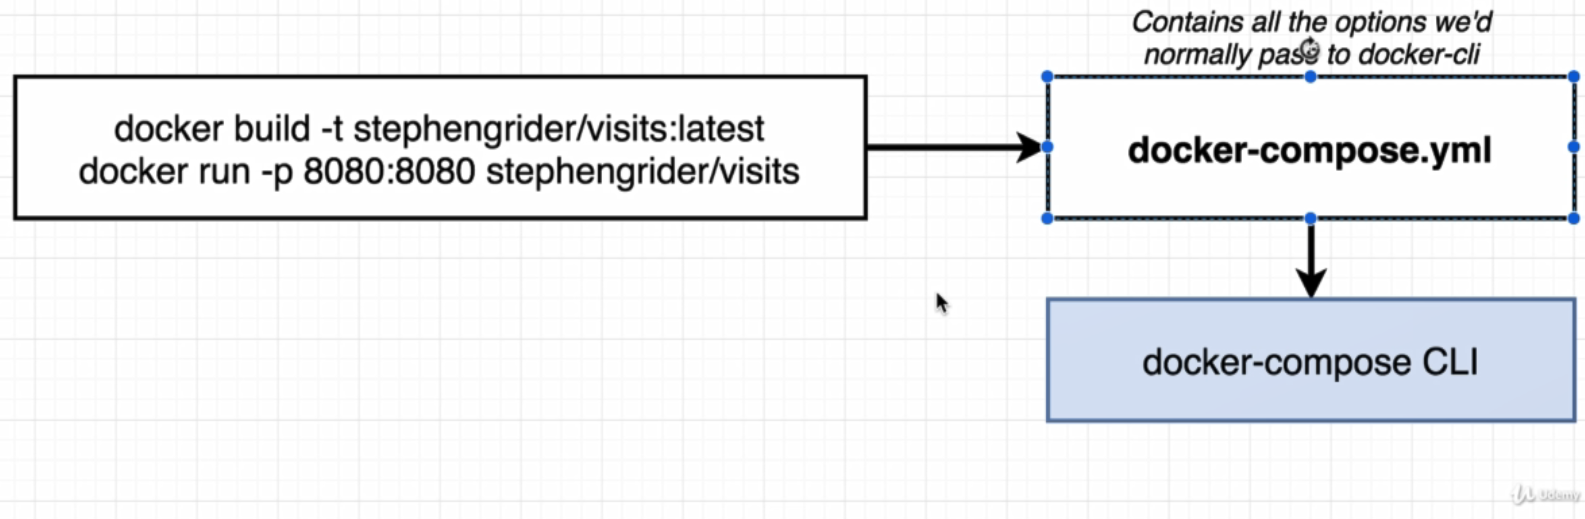 Contains all the options we'd
normally pass to docker-cli
docker build -t stephengrider/visits:latest
docker run -p 8080:8080 stephengrider/visits
docker-compose.yml
docker-compose CLI
Udemy